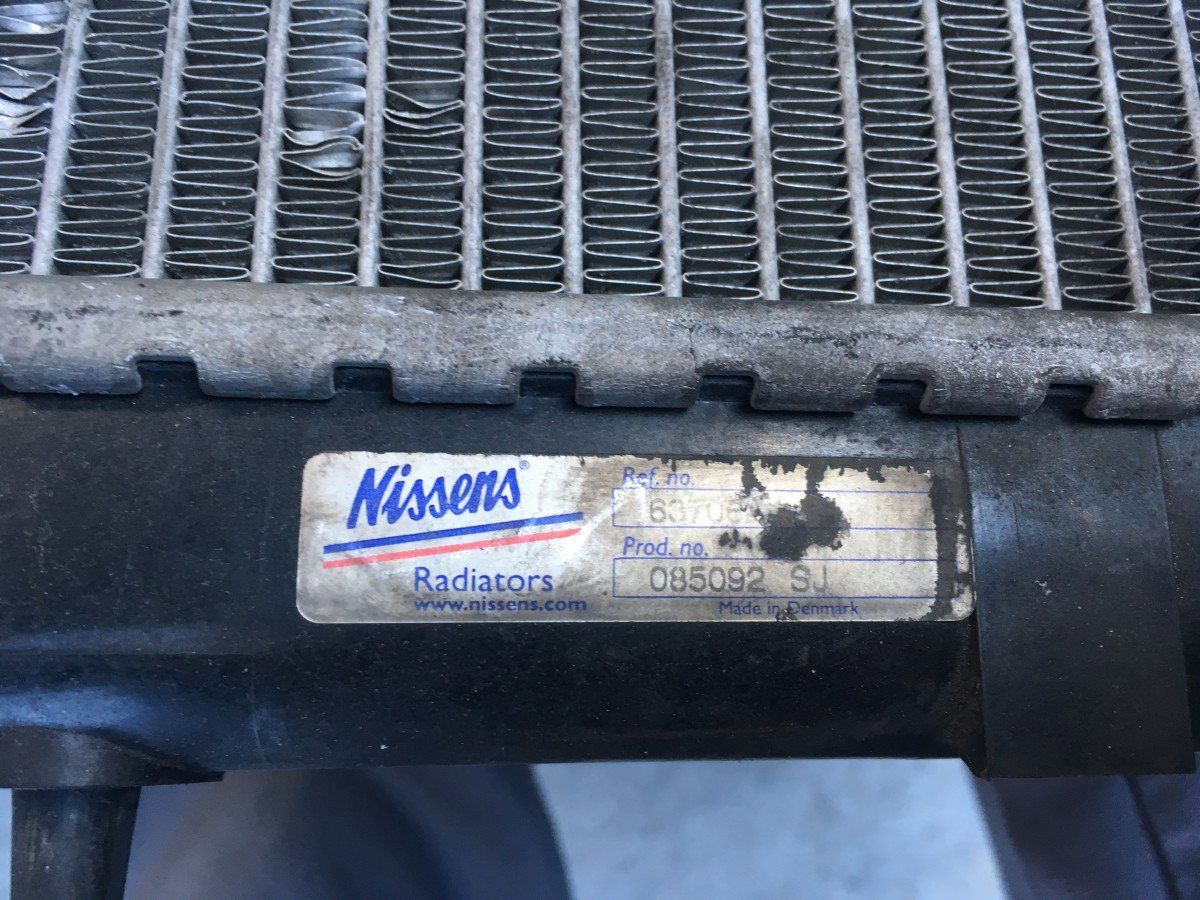 Nissens®
Radiators
www.nissens.com
Ref. no.
Prod. no.
085092 SJ
Made in Denmark